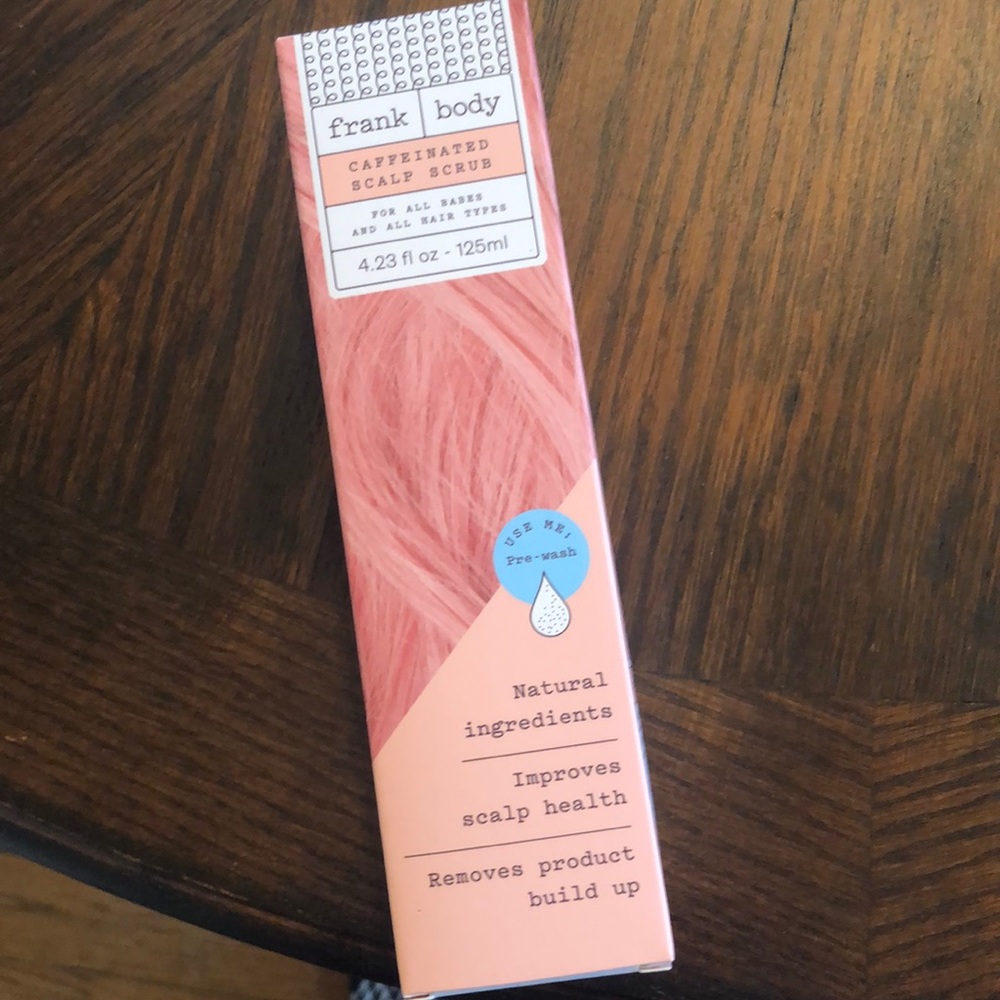 frank body
CAFFEINATED
SCALP SCRUB
FOR ALL BABES
AND ALL HAIR TYPES
4.23 fl oz - 125ml
USE ME:
Pre-wash
Natural
ingredients
Improves
scalp health
Removes product
build up